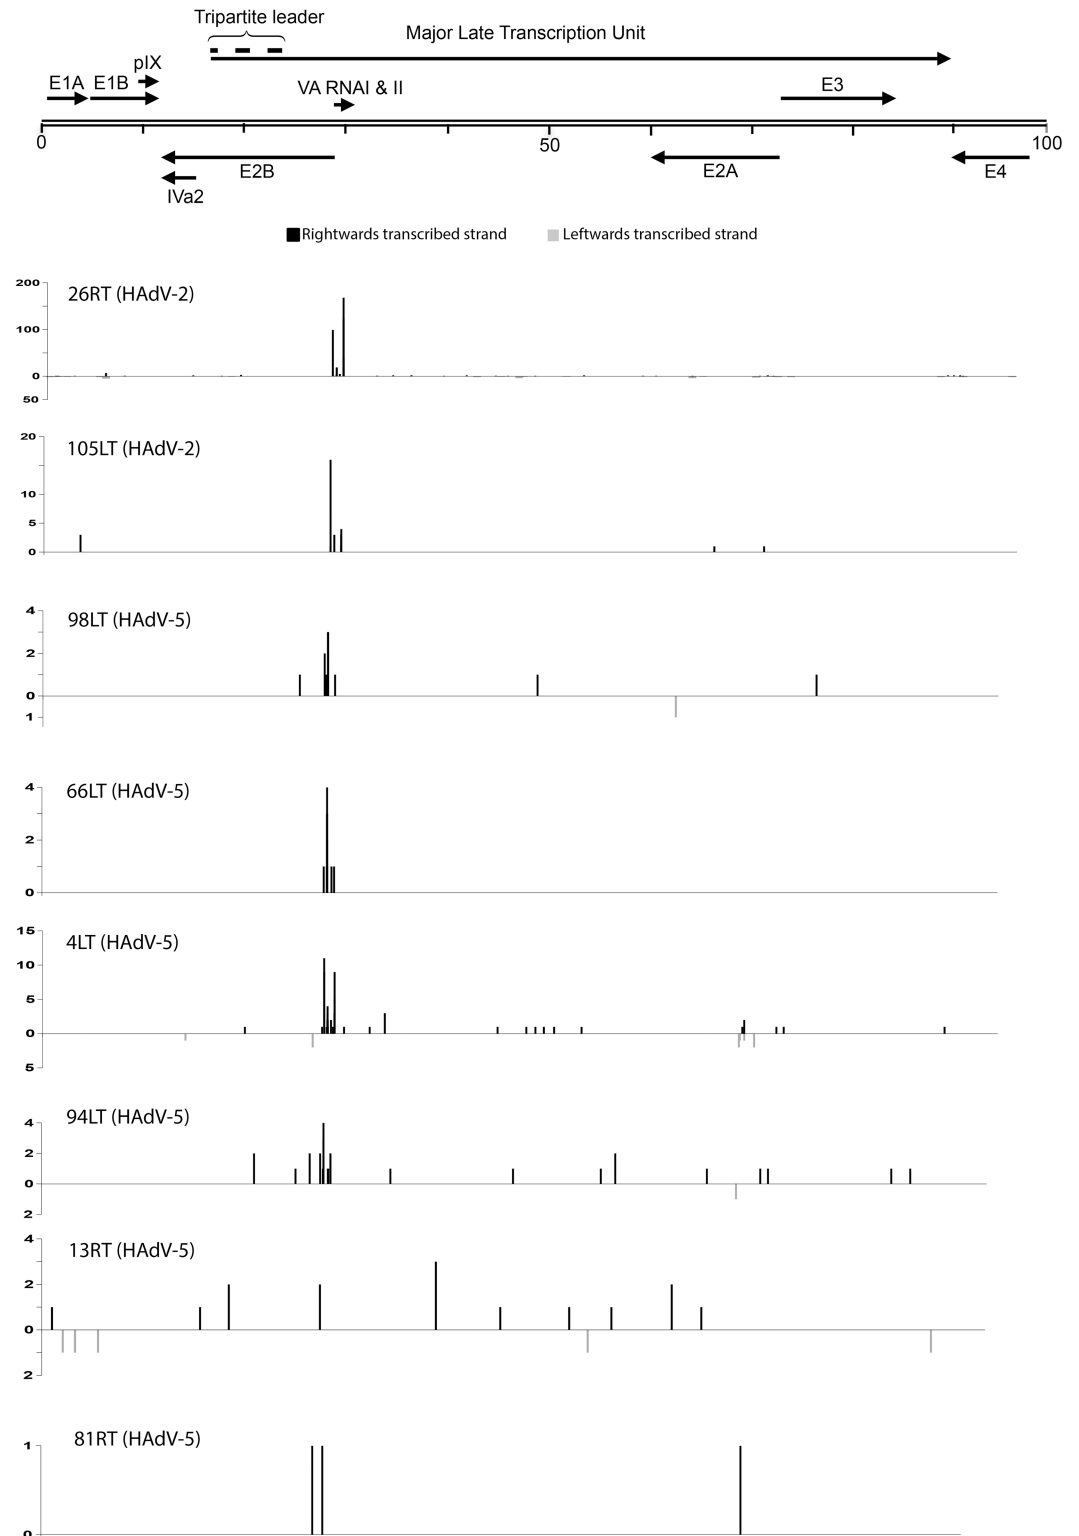 Tripartite leader
Major Late Transcription Unit
pIX
E1A E1B
VA RNAI & II
E3
0 50 100
E2B E2A E4
IVa2
Rightwards transcribed strand Leftwards transcribed strand
200
26RT (HAdV-2)
100
0
50
20
105LT (HAdV-2)
10
5
0
4
98LT (HAdV-5)
2
0
1
4
66LT (HAdV-5)
2
0
15
4LT (HAdV-5)
10
5
0
5
94LT (HAdV-5)
4
2
0
2
4
13RT (HAdV-5)
2
0
2
81RT (HAdV-5)
1
0